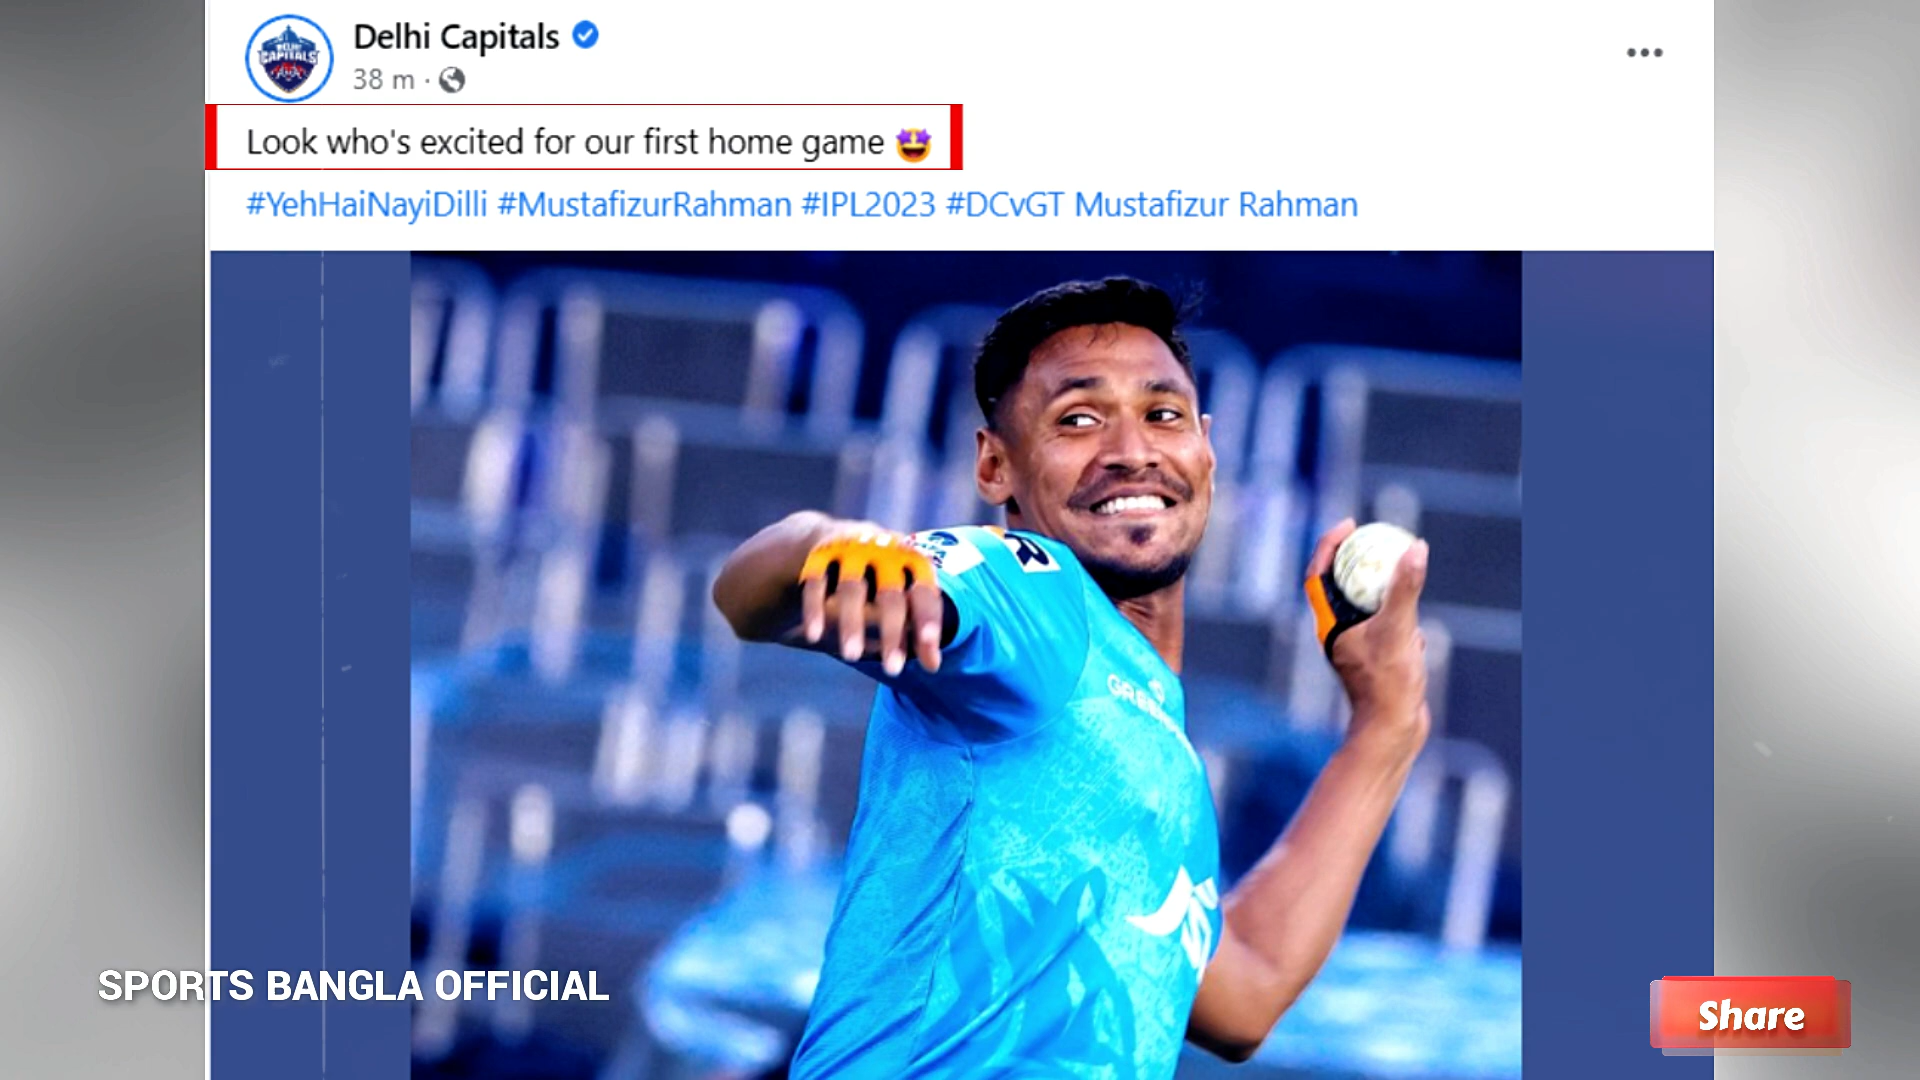 Delhi Capitals
38 m ·
Look who's excited for our first home game 🤩
#YehHaiNayiDilli #MustafizurRahman #IPL2023 #DCvGT Mustafizur Rahman
CAPITALS
SPORTS BANGLA OFFICIAL
Share